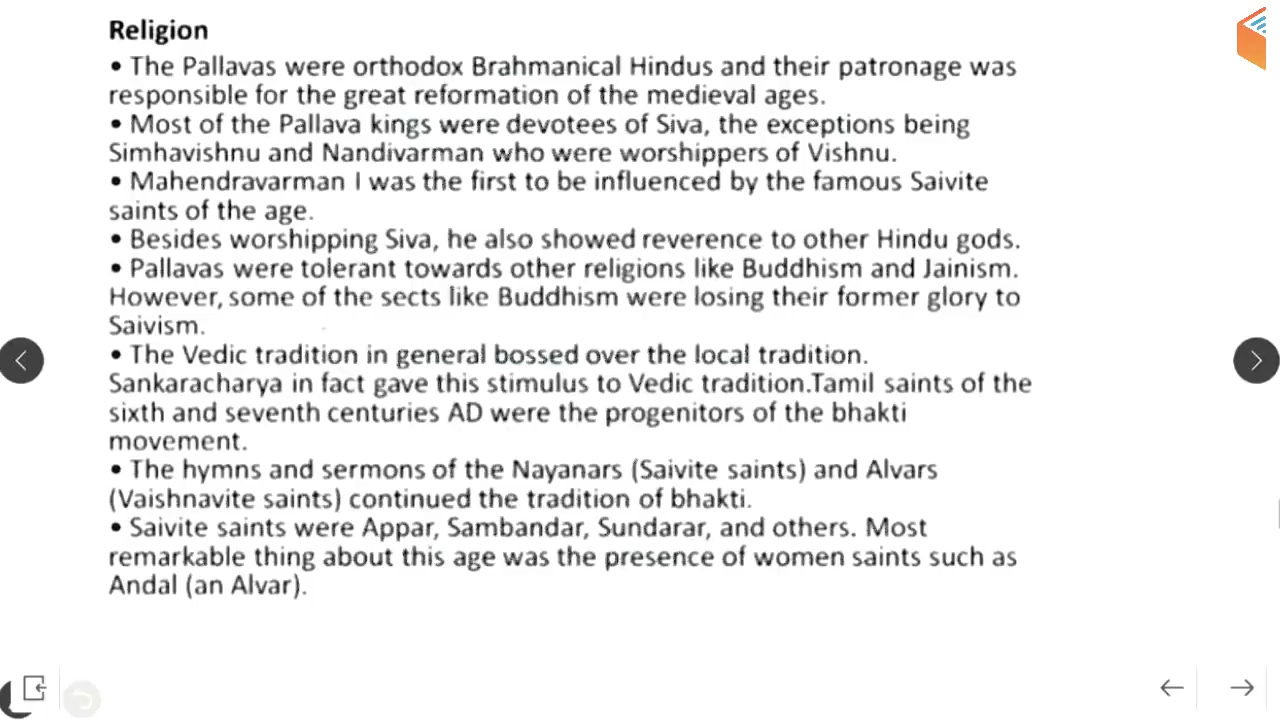 Religion
• The Pallavas were orthodox Brahmanical Hindus and their patronage was
responsible for the great reformation of the medieval ages.
• Most of the Pallava kings were devotees of Siva, the exceptions being
Simhavishnu and Nandivarman who were worshippers of Vishnu.
• Mahendravarman I was the first to be influenced by the famous Saivite
saints of the age.
• Besides worshipping Siva, he also showed reverence to other Hindu gods.
• Pallavas were tolerant towards other religions like Buddhism and Jainism.
However, some of the sects like Buddhism were losing their former glory to
Saivism.
• The Vedic tradition in general bossed over the local tradition.
Sankaracharya in fact gave this stimulus to Vedic tradition.Tamil saints of the
sixth and seventh centuries AD were the progenitors of the bhakti
movement.
• The hymns and sermons of the Nayanars (Saivite saints) and Alvars
(Vaishnavite saints) continued the tradition of bhakti.
• Saivite saints were Appar, Sambandar, Sundarar, and others. Most
remarkable thing about this age was the presence of women saints such as
Andal (an Alvar).